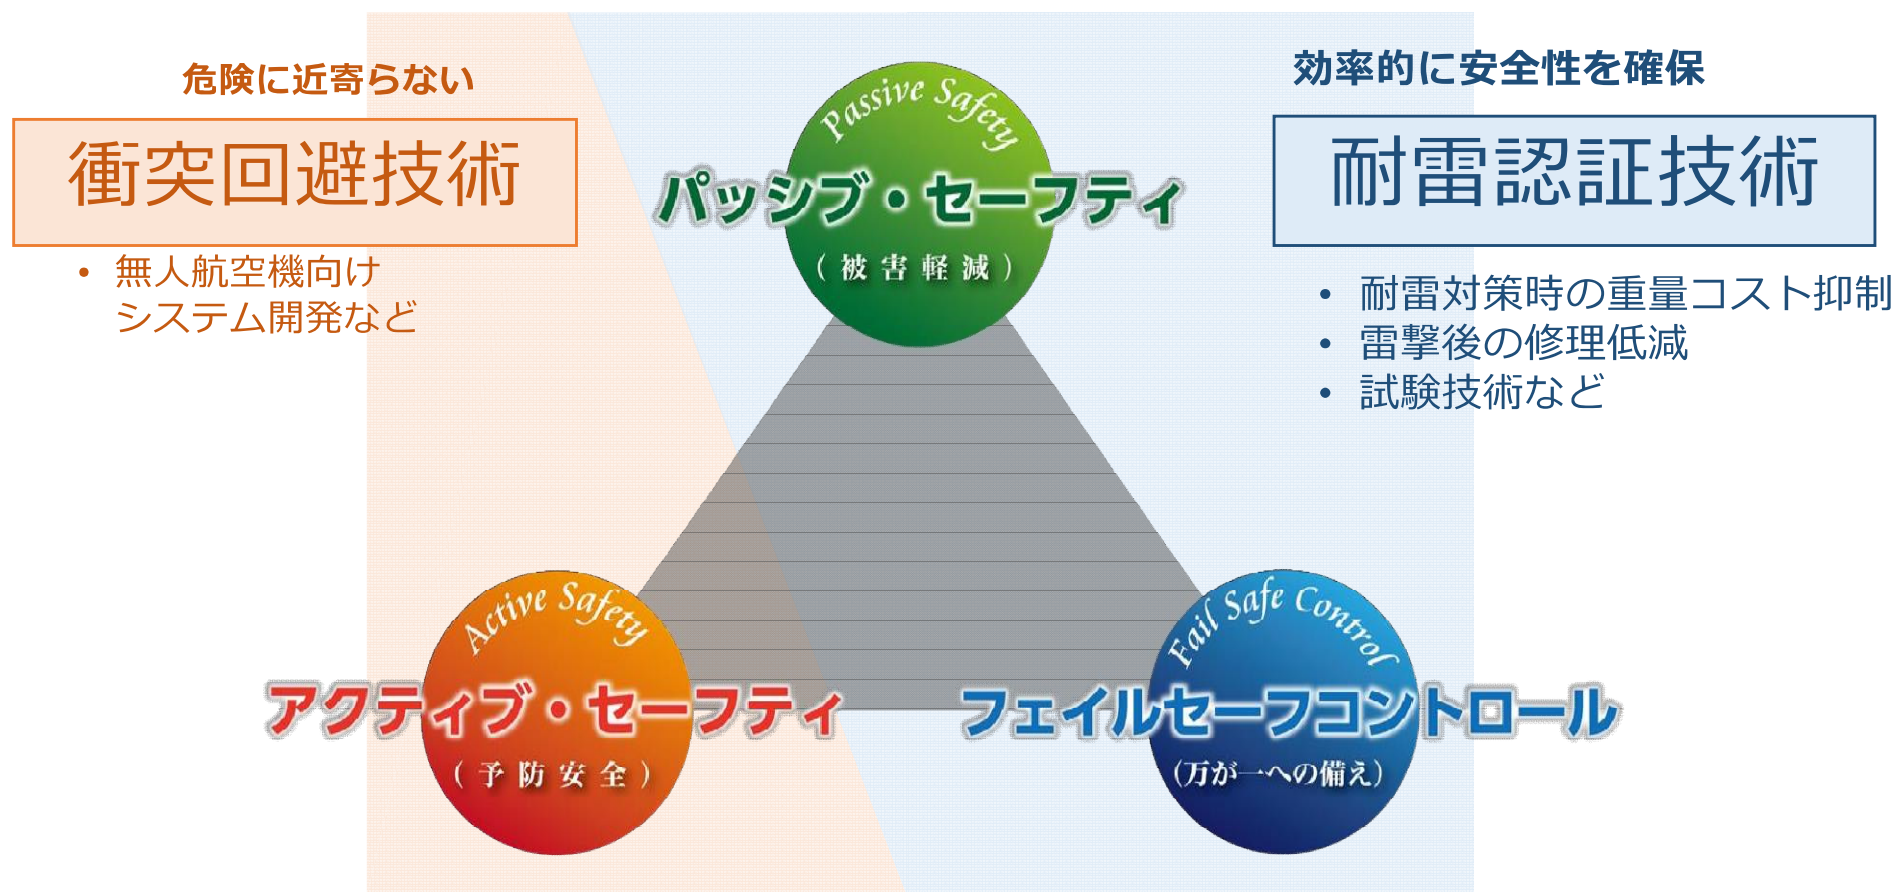 危険に近寄らない
衝突回避技術
• 無人航空機向け
システム開発など
効率的に安全性を確保
耐雷認証技術
• 耐雷対策時の重量コスト抑制
• 雷撃後の修理低減
• 試験技術など
Passive Safety
パッシブ・セーフティ
(被害軽減)
Active Safety
アクティブ・セーフティ
(予防安全)
Fail Safe Control
フェイルセーフコントロール
(万が一への備え)